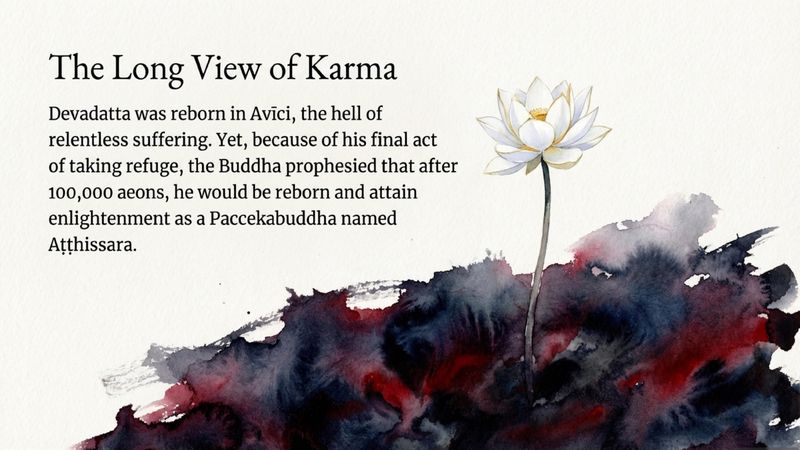 The Long View of Karma
Devadatta was reborn in Avīci, the hell of
relentless suffering. Yet, because of his final act
of taking refuge, the Buddha prophesied that after
100,000 aeons, he would be reborn and attain
enlightenment as a Paccekabuddha named
Aṭṭhissara.